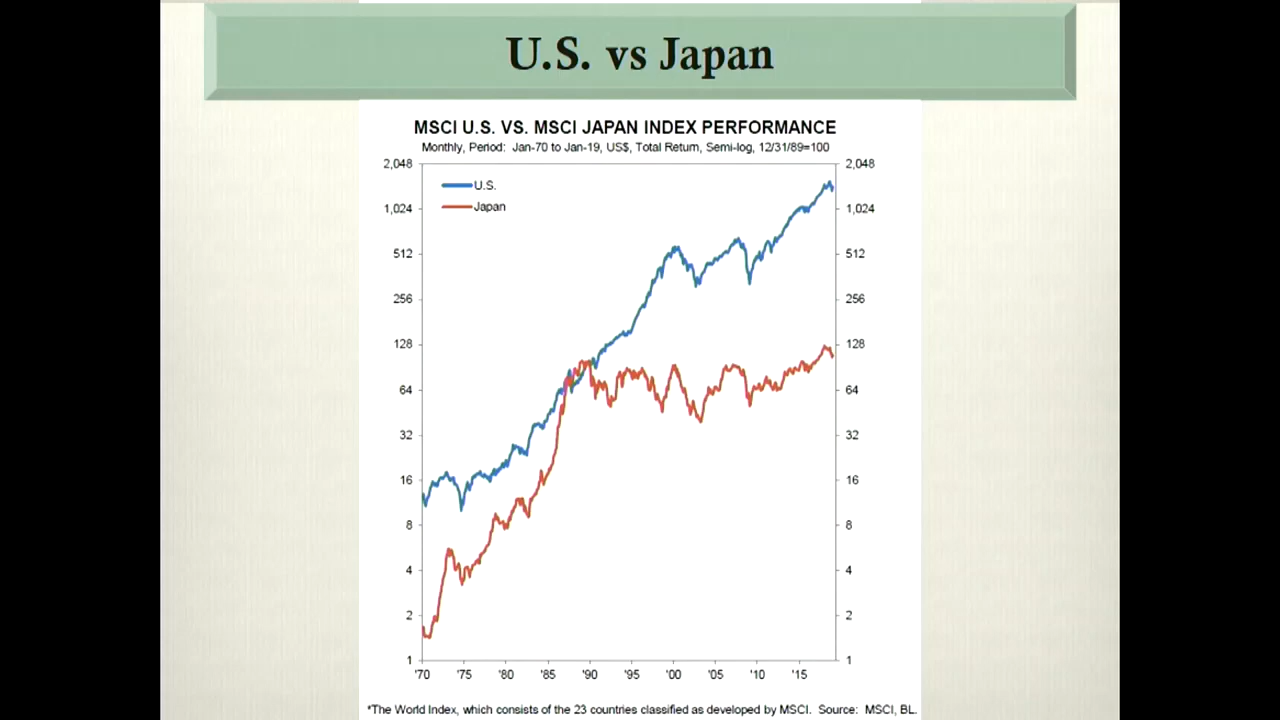 U.S. vs Japan
MSCI U.S. VS. MSCI JAPAN INDEX PERFORMANCE
Monthly, Period: Jan-70 to Jan-19, US$, Total Return, Semi-log, 12/31/89=100
2,048 2,048
U.S.
Japan
1,024 1,024
512 512
256 256
128 128
64 64
32 32
16 16
8 8
4 4
2 2
1 1
'70 '75 '80 '85 '90 '95 '00 '05 '10 '15
*The World Index, which consists of the 23 countries classified as developed by MSCI. Source: MSCI, BL.